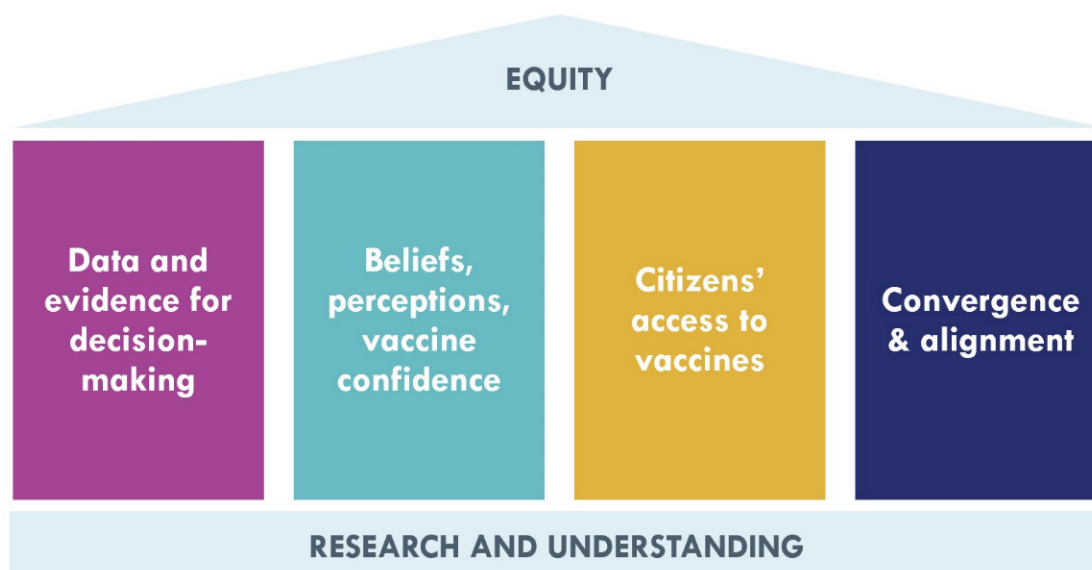 EQUITY
Data and
evidence for
decision-
making
Beliefs,
perceptions,
vaccine
confidence
Citizens’
access to
vaccines
Convergence
& alignment
RESEARCH AND UNDERSTANDING